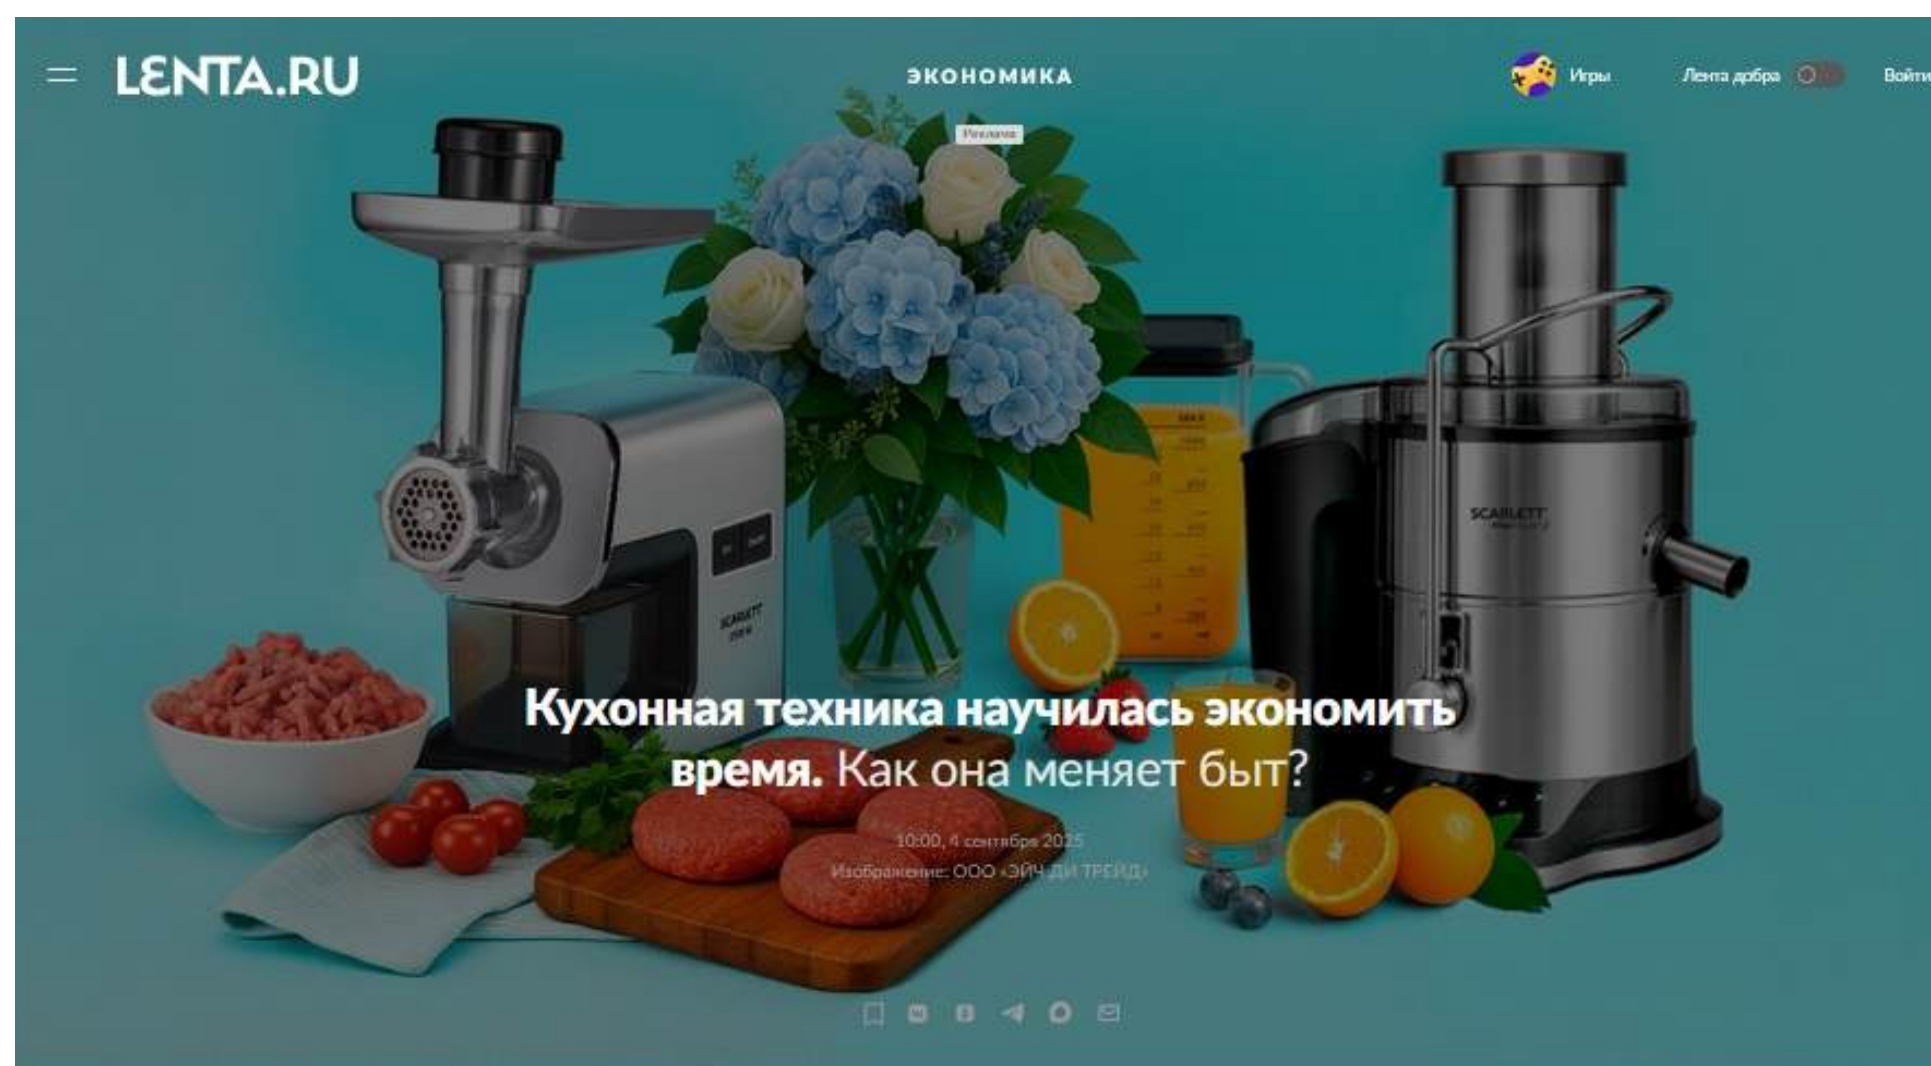 LENTA.RU
ЭКОНОМИКА
Игры
Лента добра
Войти
Реклама
SCARLETT
SCARLETT
Кухонная техника научилась экономить
время. Как она меняет быт?
10:00, 4 сентября 2025
Изображение: ООО «ЭЙЧ ДИ ТРЕЙД»